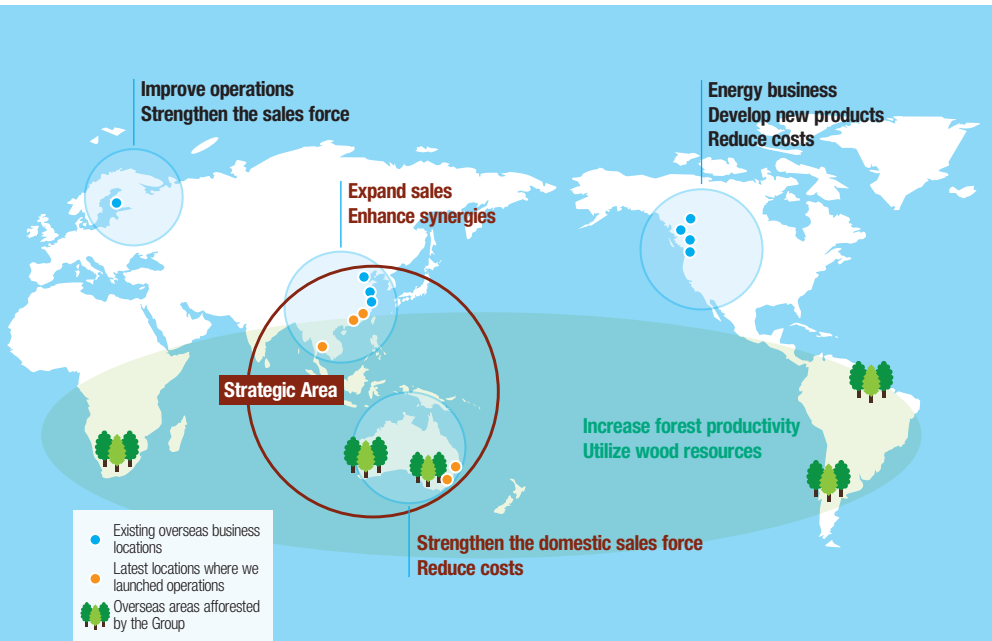 Improve operations
Strengthen the sales force
Energy business
Develop new products
Reduce costs
Expand sales
Enhance synergies
Strategic Area
Increase forest productivity
Utilize wood resources
Strengthen the domestic sales force
Reduce costs
Existing overseas business
locations
Latest locations where we
launched operations
Overseas areas afforested
by the Group